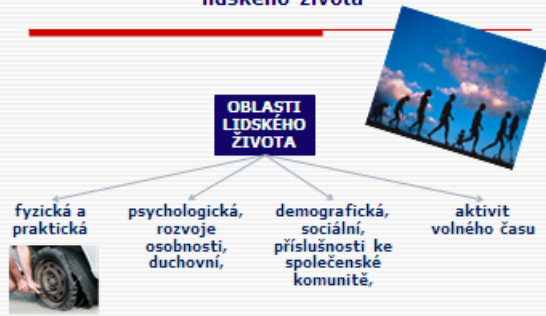 lidského života
OBLASTI
LIDSKÉHO
ŽIVOTA
fyzická a
praktická
psychologická,
rozvoje
osobnosti,
duchovní,
demografická,
sociální,
příslušnosti ke
společenské
komunitě,
aktivit
volného času